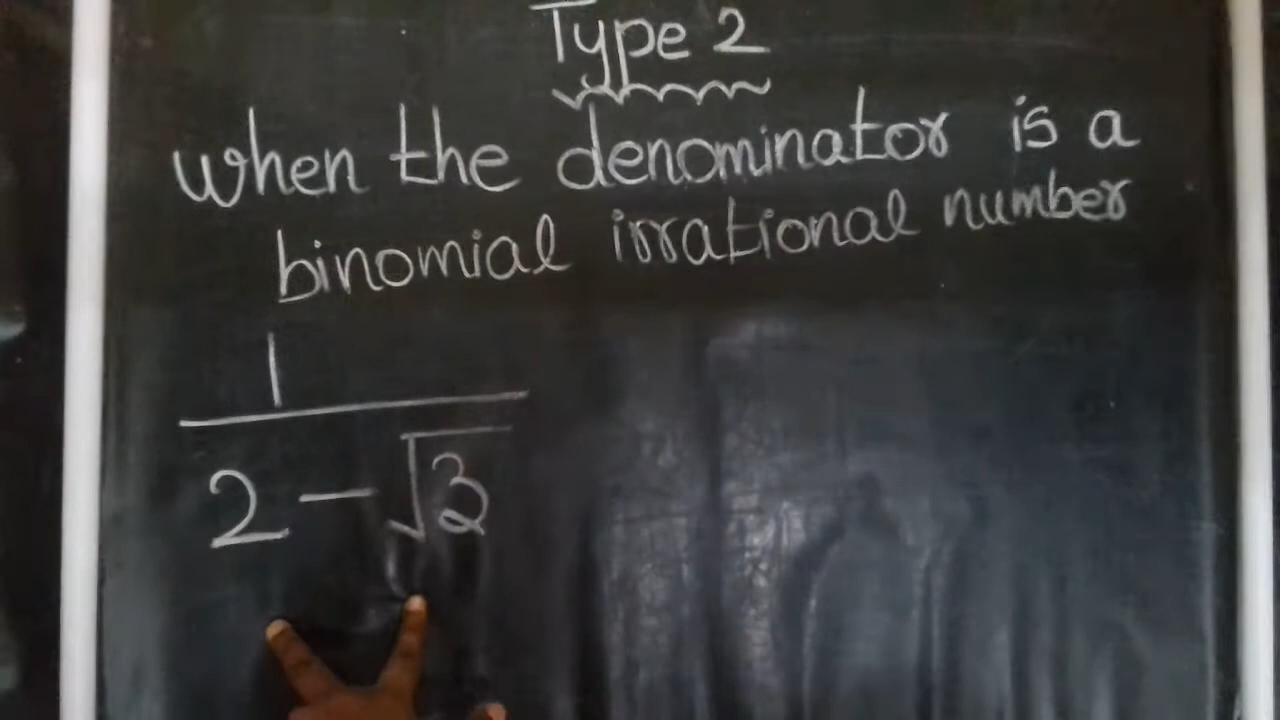 Type 2
when the denominator is a
binomial irrational number
1
2 - √3